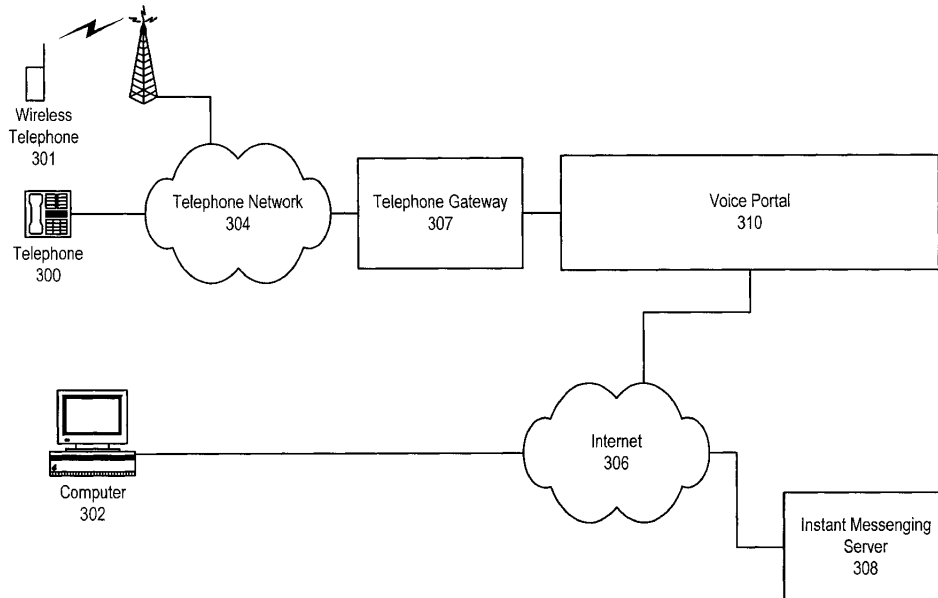 Wireless
Telephone
301
Telephone Network
304
Telephone Gateway
307
Voice Portal
310
Telephone
300
Internet
306
Computer
302
Instant Messenging
Server
308